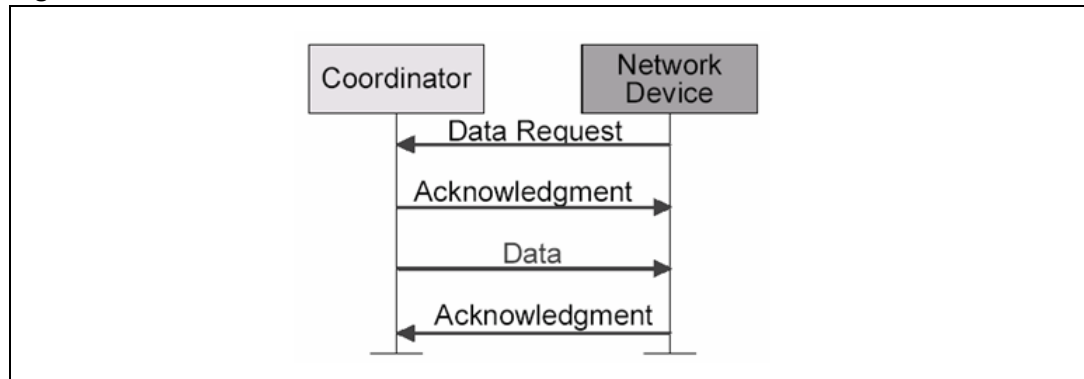 Coordinator
Network
Device
Data Request
Acknowledgment
Data
Acknowledgment